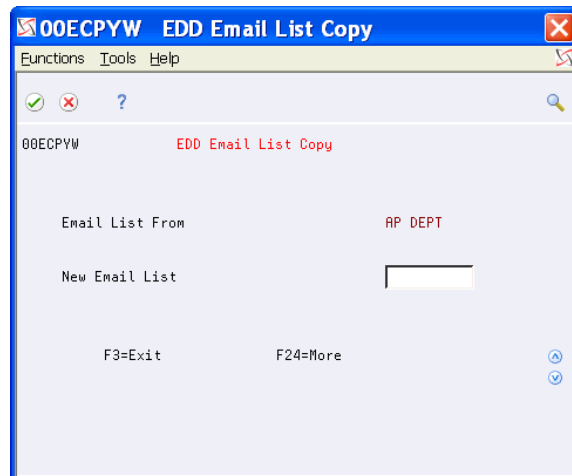 00ECPYW EDD Email List Copy
Functions Tools Help
?
00ECPYW EDD Email List Copy
Email List From AP DEPT
New Email List
F3=Exit F24=More